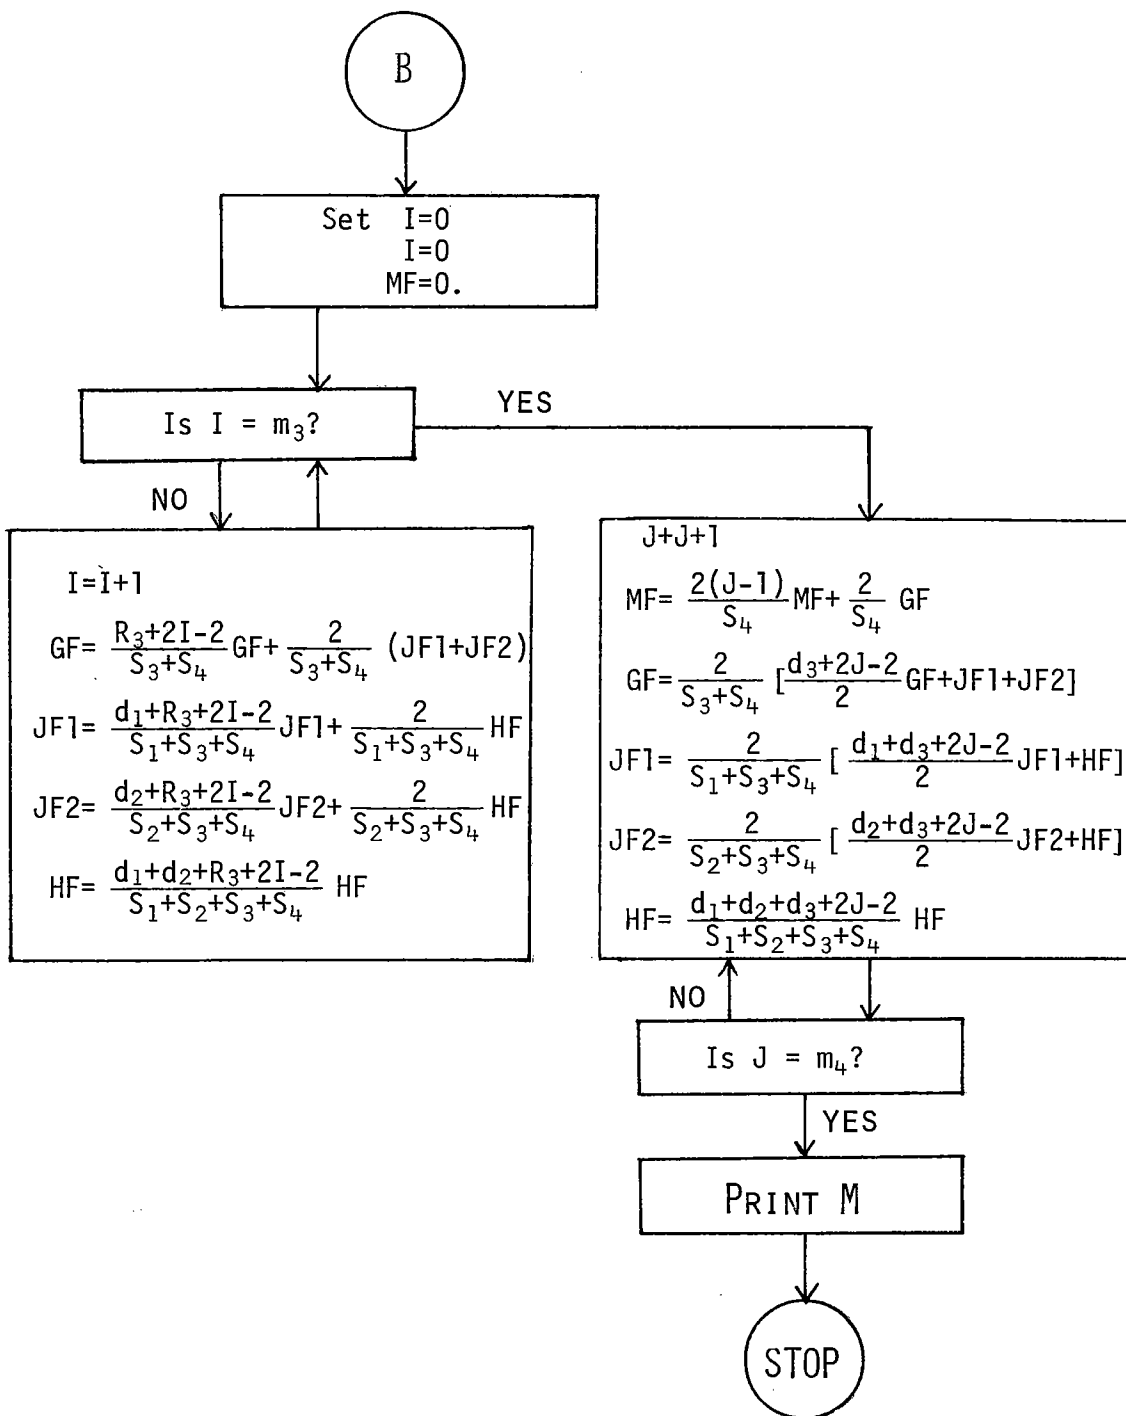 B
Set I=0
I=0
MF=0.
Is I = m₃?
YES
NO
I=I+1
GF= (R₃+2I-2)/(S₃+S₄) GF+ 2/(S₃+S₄) (JF1+JF2)
JF1= (d₁+R₃+2I-2)/(S₁+S₃+S₄) JF1+ 2/(S₁+S₃+S₄) HF
JF2= (d₂+R₃+2I-2)/(S₂+S₃+S₄) JF2+ 2/(S₂+S₃+S₄) HF
HF= (d₁+d₂+R₃+2I-2)/(S₁+S₂+S₃+S₄) HF
J+J+1
MF= 2(J-1)/S₄ MF+ 2/S₄ GF
GF= 2/(S₃+S₄) [(d₃+2J-2)/2 GF+JF1+JF2]
JF1= 2/(S₁+S₃+S₄) [ (d₁+d₃+2J-2)/2 JF1+HF]
JF2= 2/(S₂+S₃+S₄) [ (d₂+d₃+2J-2)/2 JF2+HF]
HF= (d₁+d₂+d₃+2J-2)/(S₁+S₂+S₃+S₄) HF
NO
Is J = m₄?
YES
PRINT M
STOP